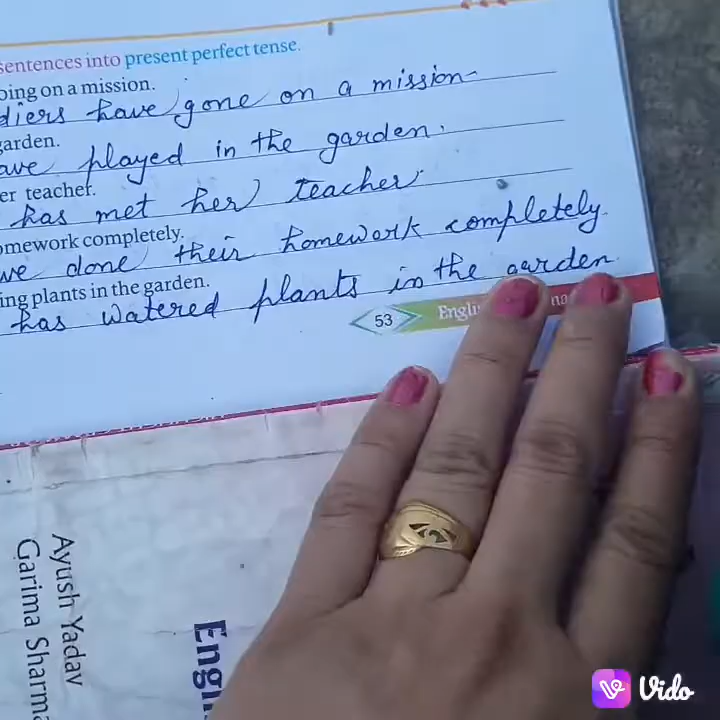 sentences into present perfect tense.
oing on a mission.
diers have gone on a mission
garden.
ave played in the garden.
er teacher.
has met her teacher
omework completely.
ve done their homework completely.
ing plants in the garden.
has watered plants in the garden
53 Engli
Ayush Yadav
Garima Sharma
Engl
Vido